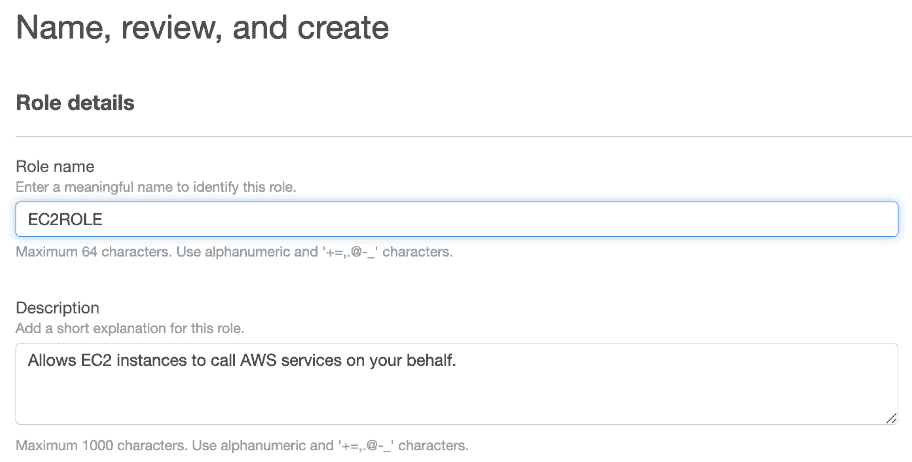 Name, review, and create
Role details
Role name
Enter a meaningful name to identify this role.
EC2ROLE
Maximum 64 characters. Use alphanumeric and '+=,.@-_' characters.
Description
Add a short explanation for this role.
Allows EC2 instances to call AWS services on your behalf.
Maximum 1000 characters. Use alphanumeric and '+=,.@-_' characters.